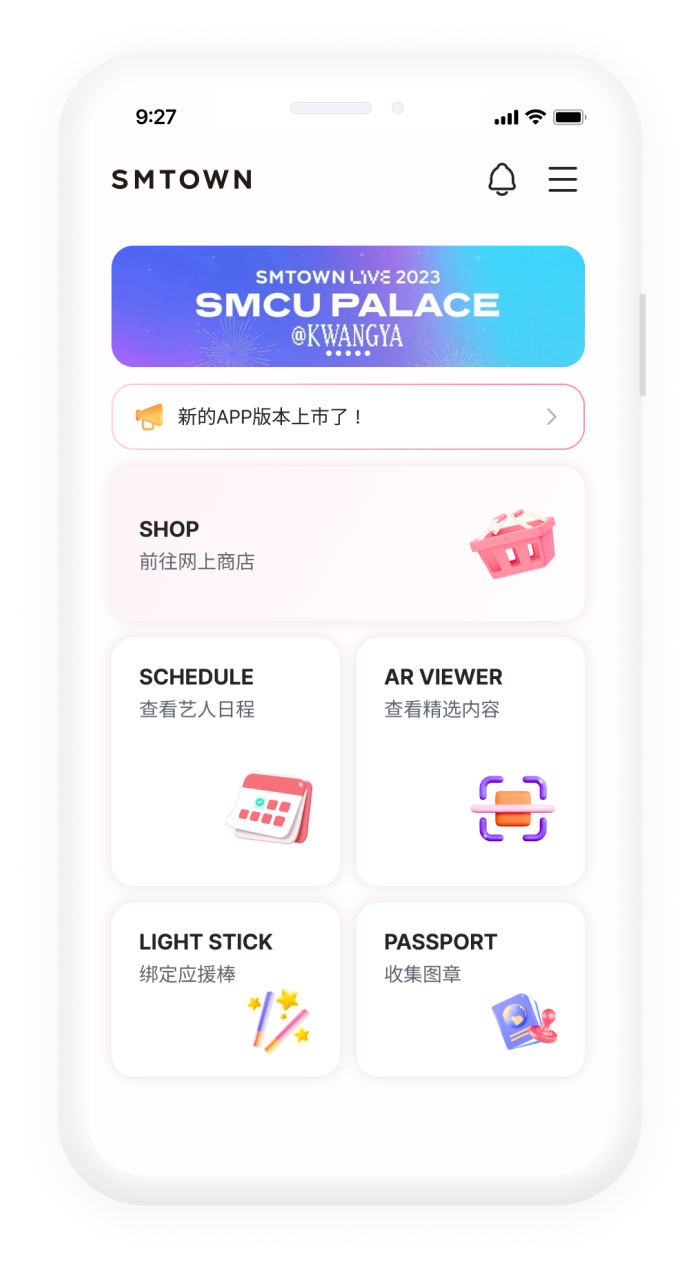 9:27
SMTOWN
SMTOWN LIVE 2023
SMCU PALACE
@KWANGYA
新的APP版本上市了！
SHOP
前往网上商店
SCHEDULE
查看艺人日程
AR VIEWER
查看精选内容
LIGHT STICK
绑定应援棒
PASSPORT
收集图章